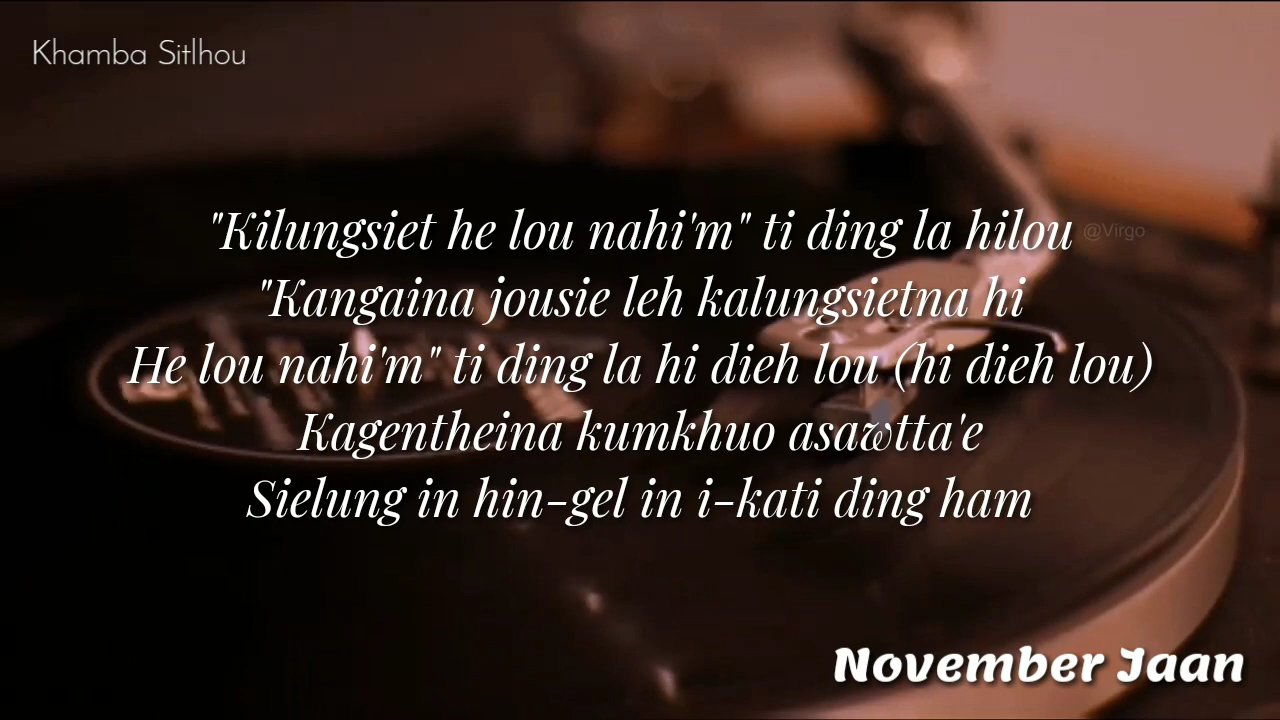 Khamba Sitlhou
"Kilungsiet he lou nahi'm" ti ding la hilou
@Virgo
"Kangaina jousie leh kalungsietna hi
He lou nahi'm" ti ding la hi dieh lou (hi dieh lou)
Kagentheina kumkhuo asawtta'e
Sielung in hin-gel in i-kati ding ham
November Jaan